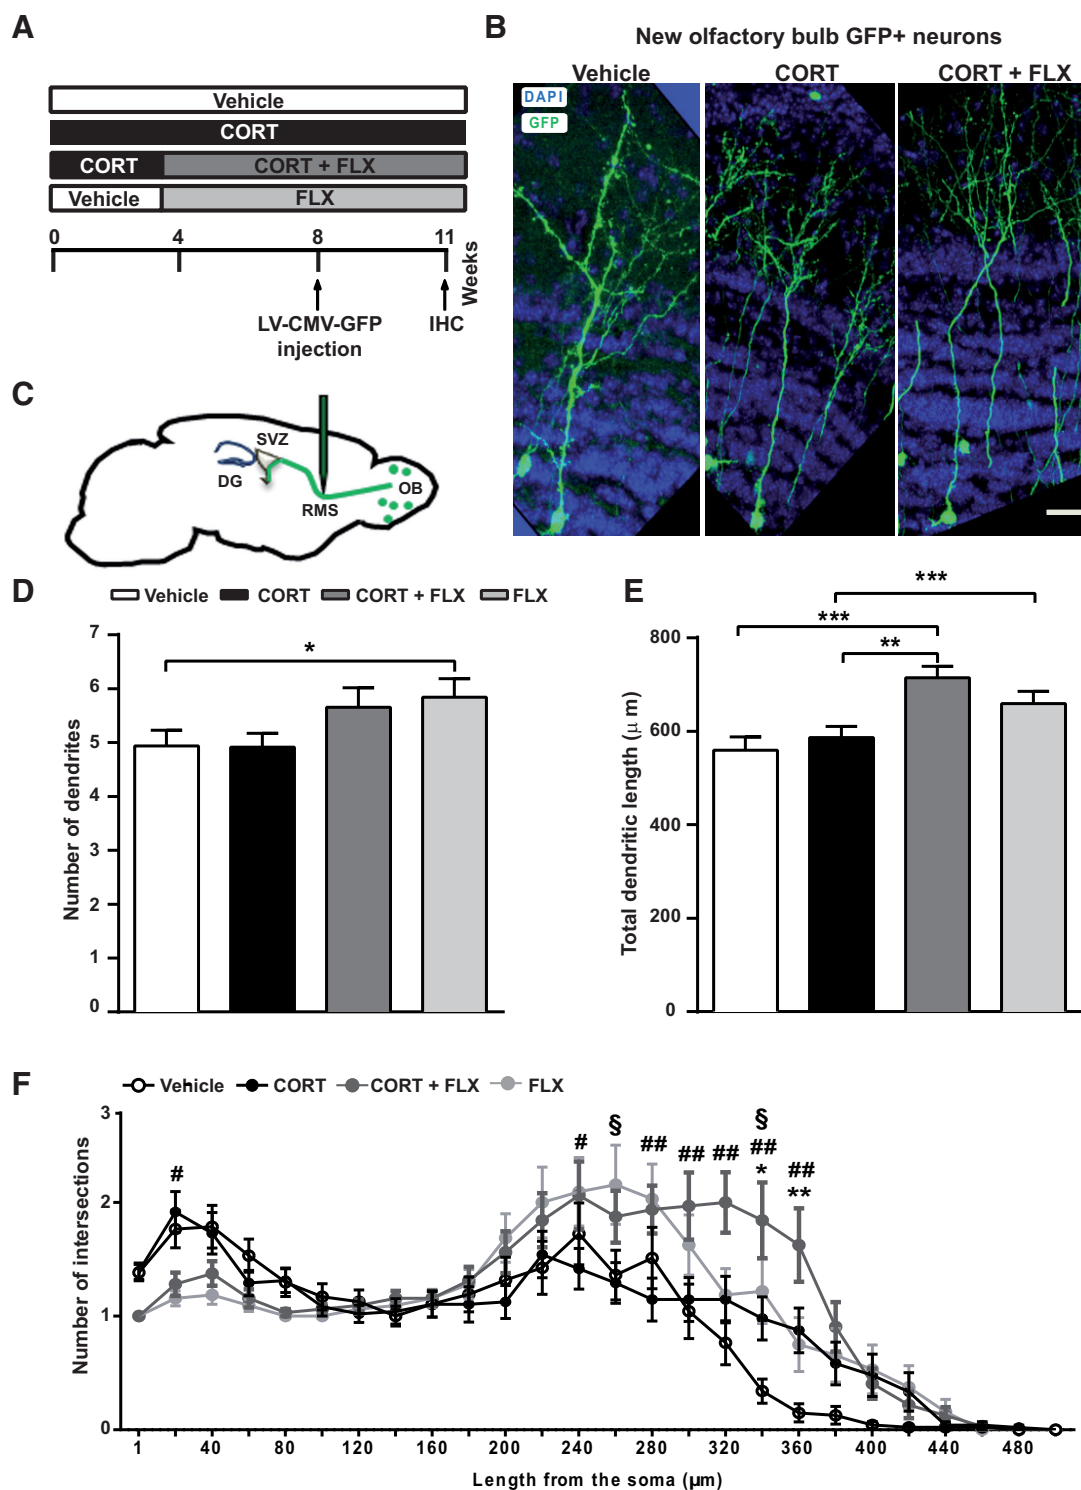 A
Vehicle
CORT
CORT
CORT + FLX
Vehicle
FLX
0
4
8
11
Weeks
LV-CMV-GFP
injection
IHC
B
New olfactory bulb GFP+ neurons
Vehicle
CORT
CORT + FLX
DAPI
GFP
C
SVZ
DG
RMS
OB
D
Vehicle
CORT
CORT + FLX
FLX
Number of dendrites
7
6
5
4
3
2
1
0
*
E
Total dendritic length (μ m)
800
600
400
200
0
***
***
**
F
Vehicle
CORT
CORT + FLX
FLX
Number of intersections
3
2
1
0
#
#
§
##
##
##
§
##
*
##
**
1
40
80
120
160
200
240
280
320
360
400
440
480
Length from the soma (μm)